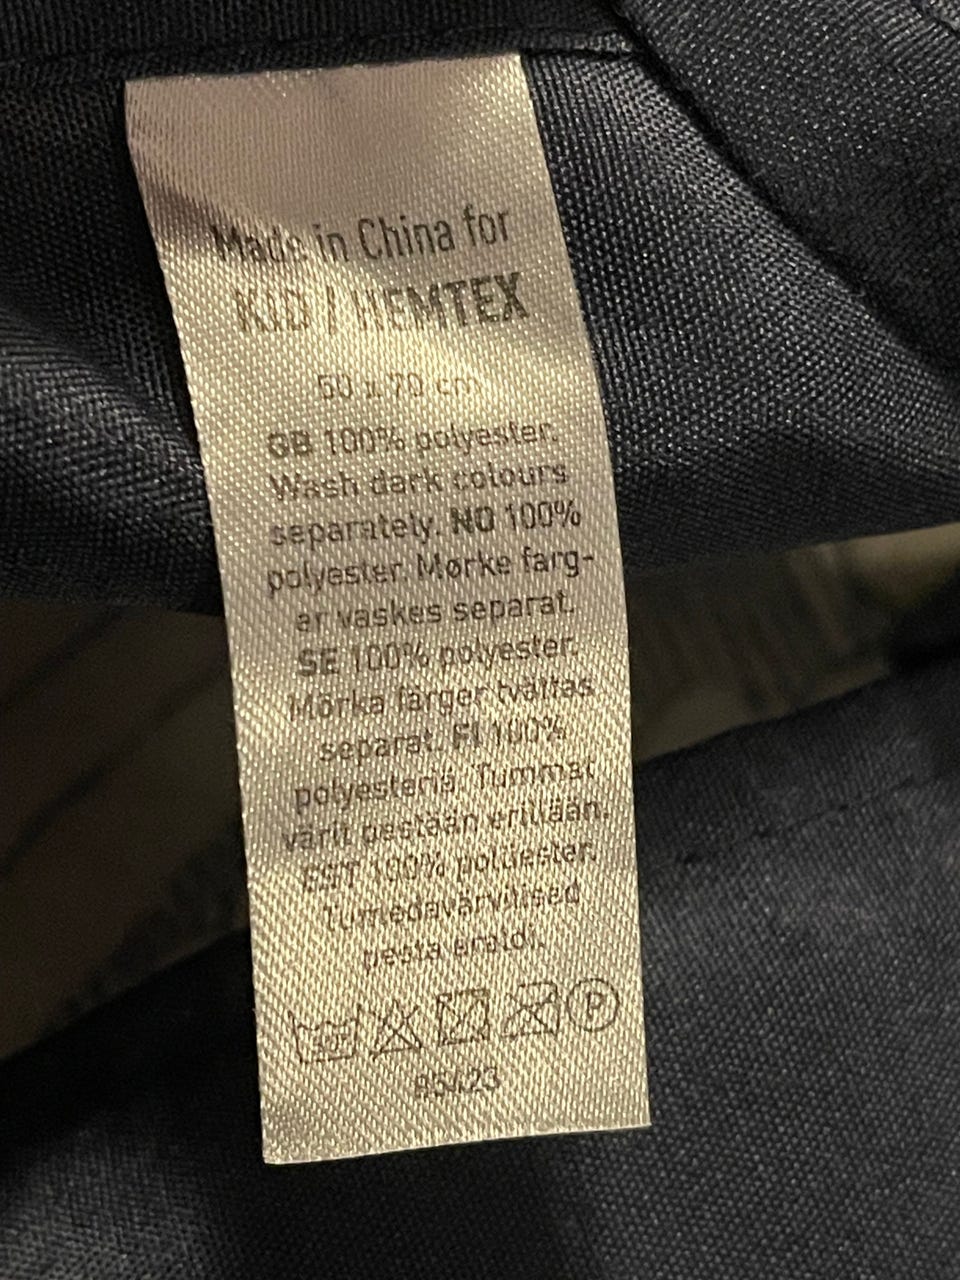 Made in China for
KID / HEMTEX
50 x 70 cm
GB 100% polyester.
Wash dark colours
separately. NO 100%
polyester. Mørke farg-
er vaskes separat.
SE 100% polyester.
Mörka färger tvättas
separat. FI 100%
polyesteriä. Tummat
värit pestään erillään.
EST 100% polüester.
Tumedavärvilised
pesta eraldi.
P